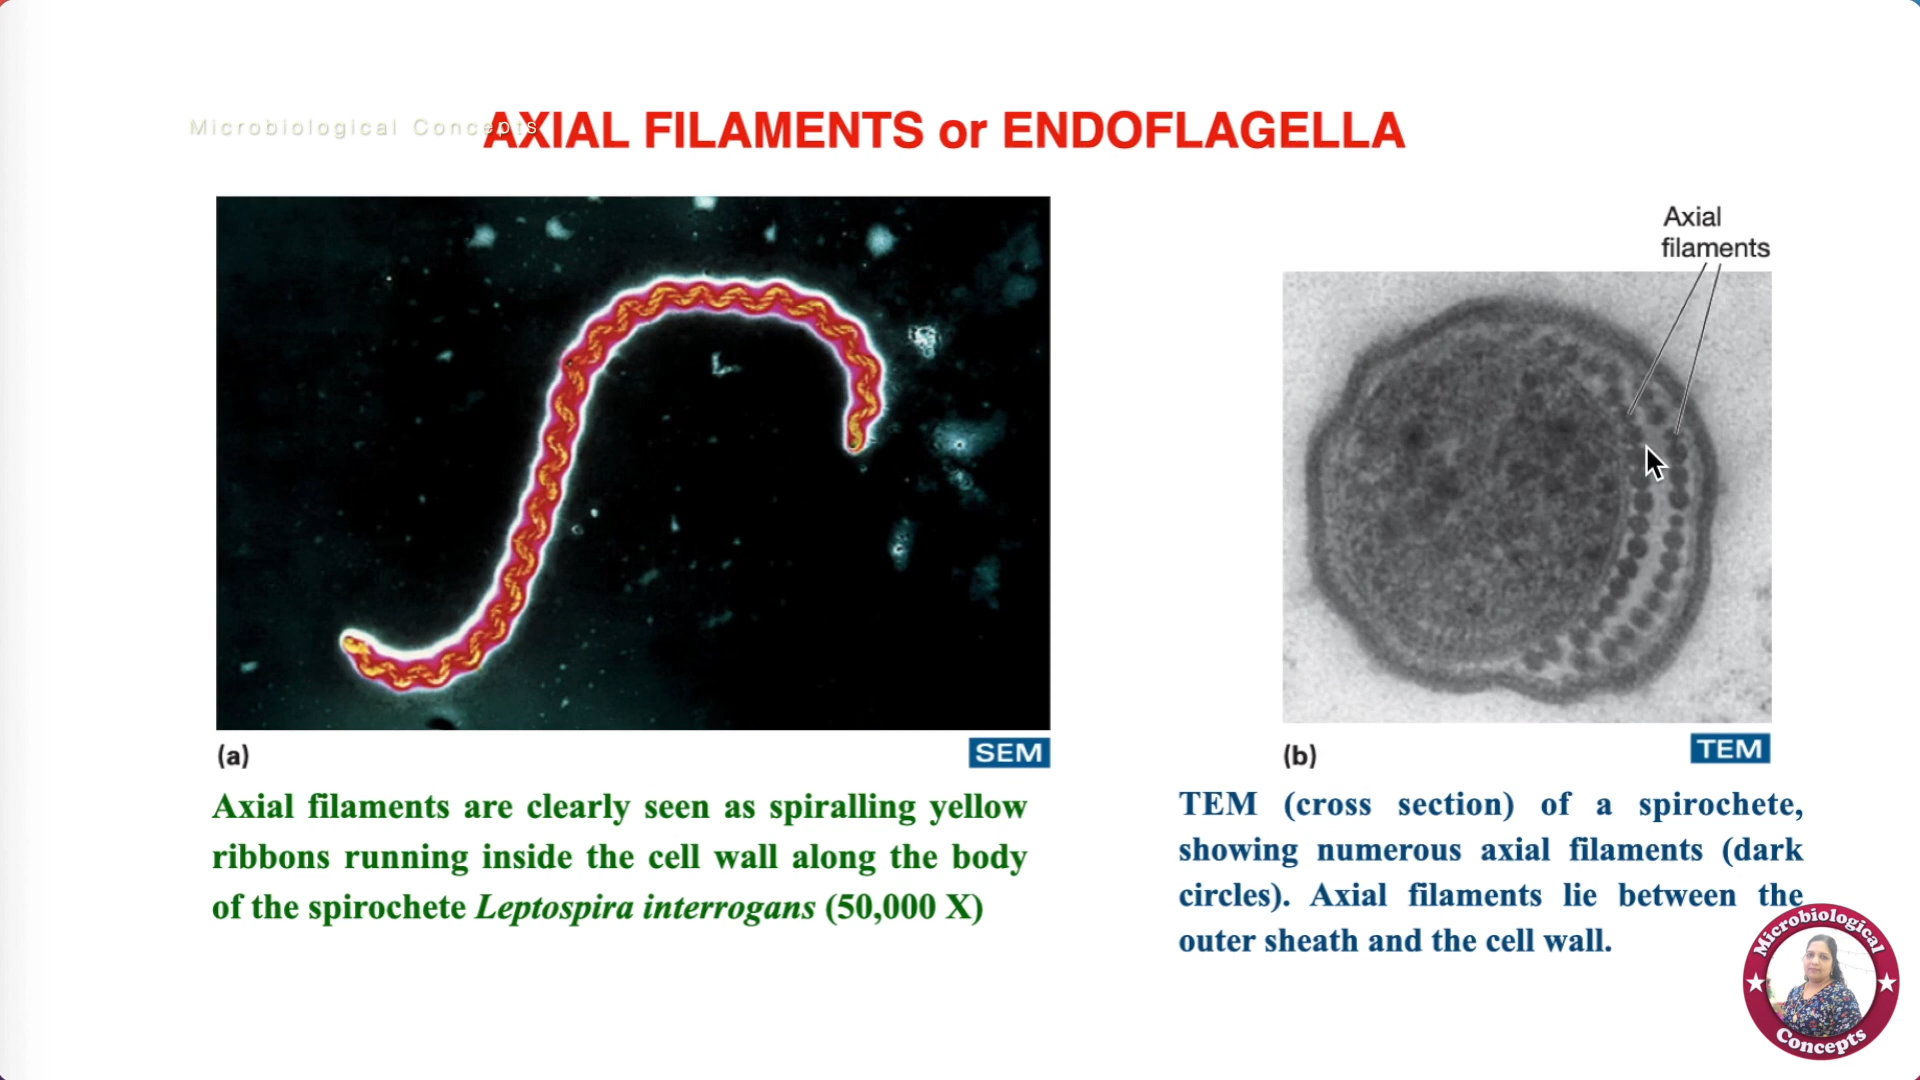 Microbiological Concepts
AXIAL FILAMENTS or ENDOFLAGELLA
Axial
filaments
(a)
SEM
(b)
TEM
Axial filaments are clearly seen as spiralling yellow
ribbons running inside the cell wall along the body
of the spirochete Leptospira interrogans (50,000 X)
TEM (cross section) of a spirochete,
showing numerous axial filaments (dark
circles). Axial filaments lie between the
outer sheath and the cell wall.
Microbiological
Concepts